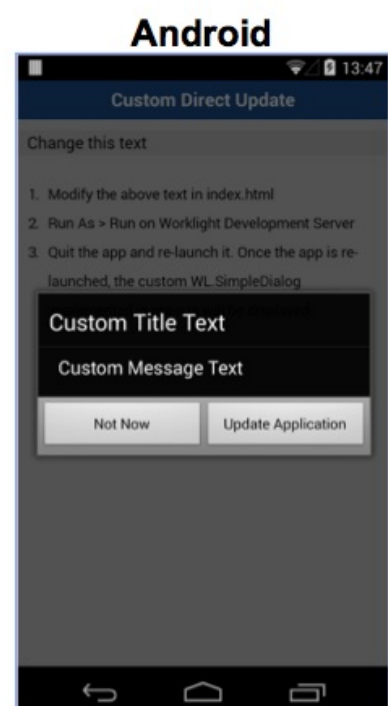 Android
13:47
Custom Direct Update
Change this text
1. Modify the above text in index.html
2. Run As > Run on Worklight Development Server
3. Quit the app and re-launch it. Once the app is re-
launched, the custom WL.SimpleDialog
Custom Title Text
Custom Message Text
Not Now
Update Application